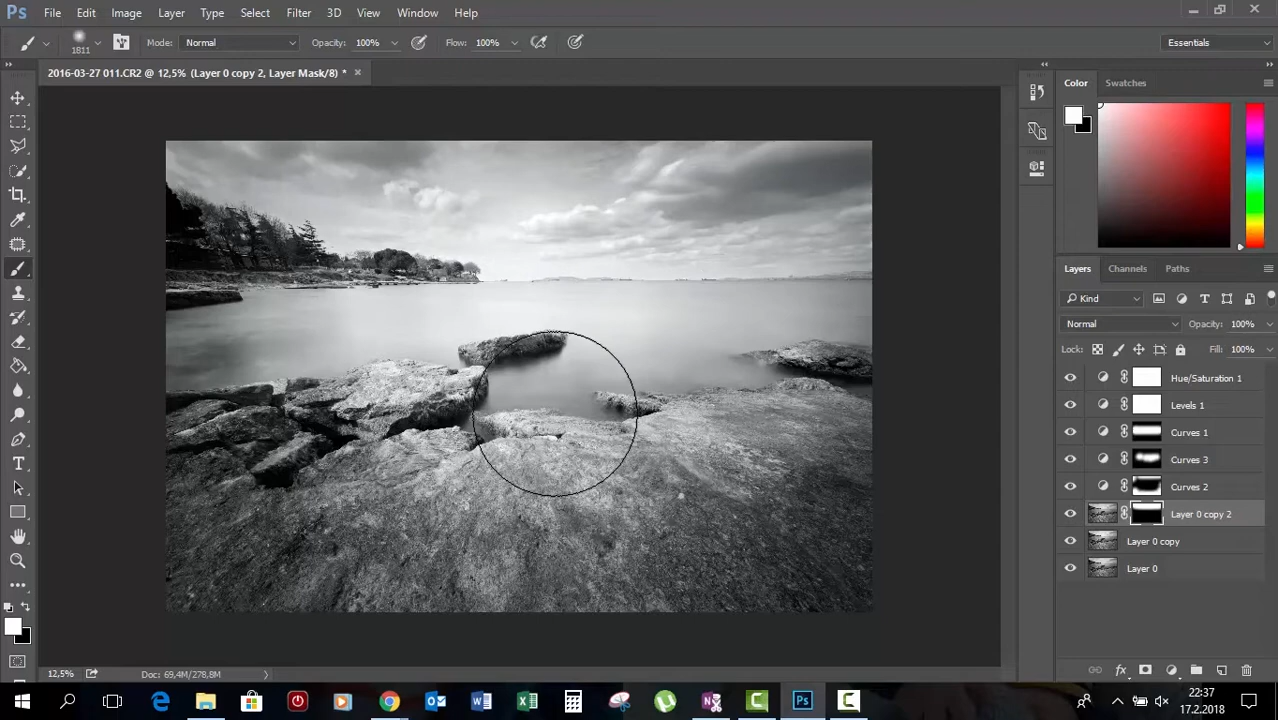 Ps File Edit Image Layer Type Select Filter 3D View Window Help
1811 Mode: Normal Opacity: 100% Flow: 100% Essentials
2016-03-27 011.CR2 @ 12,5% (Layer 0 copy 2, Layer Mask/8) * ×
Color Swatches
Layers Channels Paths
Kind
Normal Opacity: 100%
Lock: Fill: 100%
Hue/Saturation 1
Levels 1
Curves 1
Curves 3
Curves 2
Layer 0 copy 2
Layer 0 copy
Layer 0
12,5% Doc: 69,4M/278,8M
fx
22:37
17.2.2018